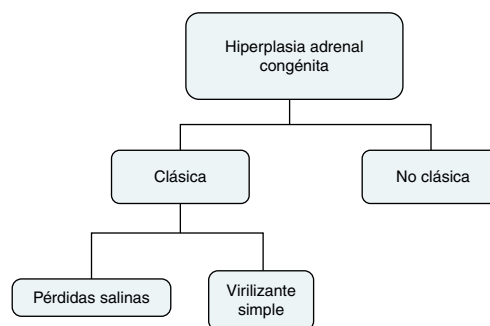 Hiperplasia adrenal
congénita
Clásica
No clásica
Pérdidas salinas
Virilizante
simple